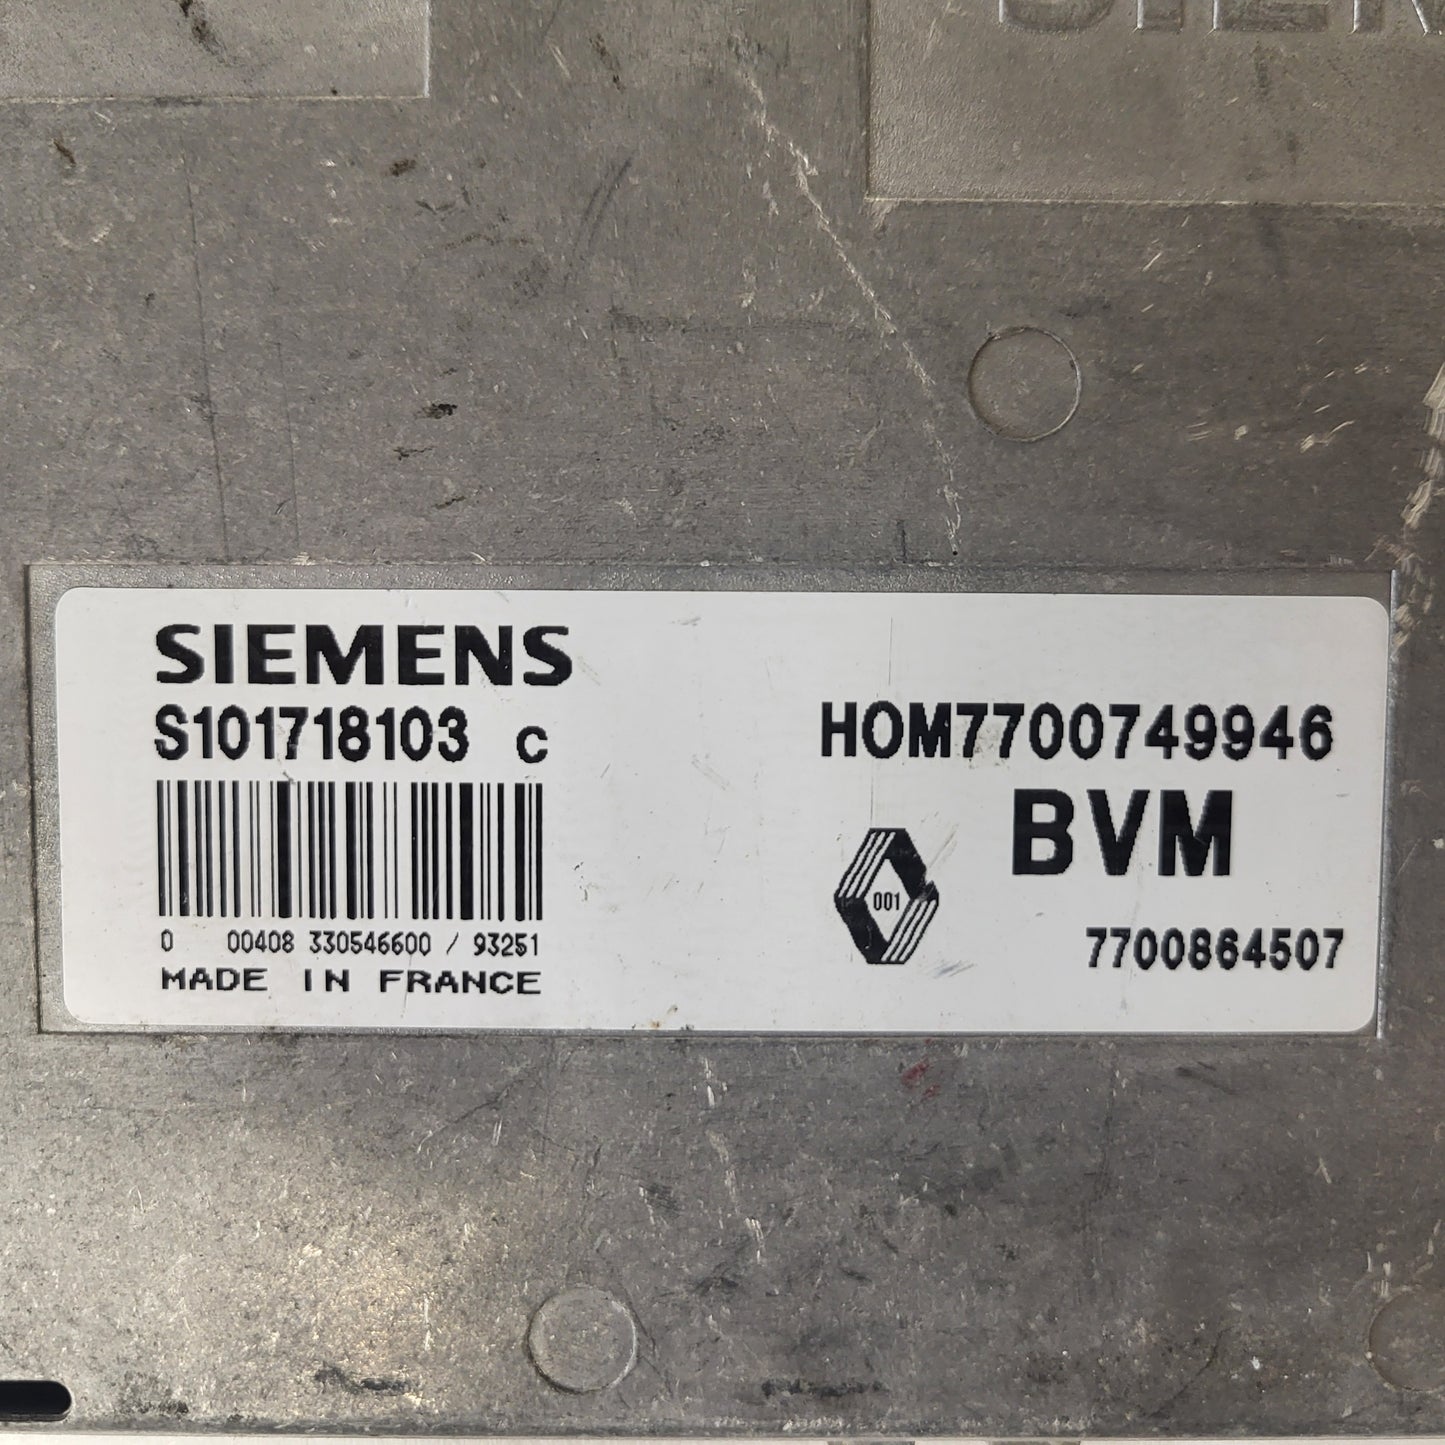 SIEMENS
S101718103 C
0 00408 330546600 / 93251
MADE IN FRANCE
HOM7700749946
BVM
001
7700864507